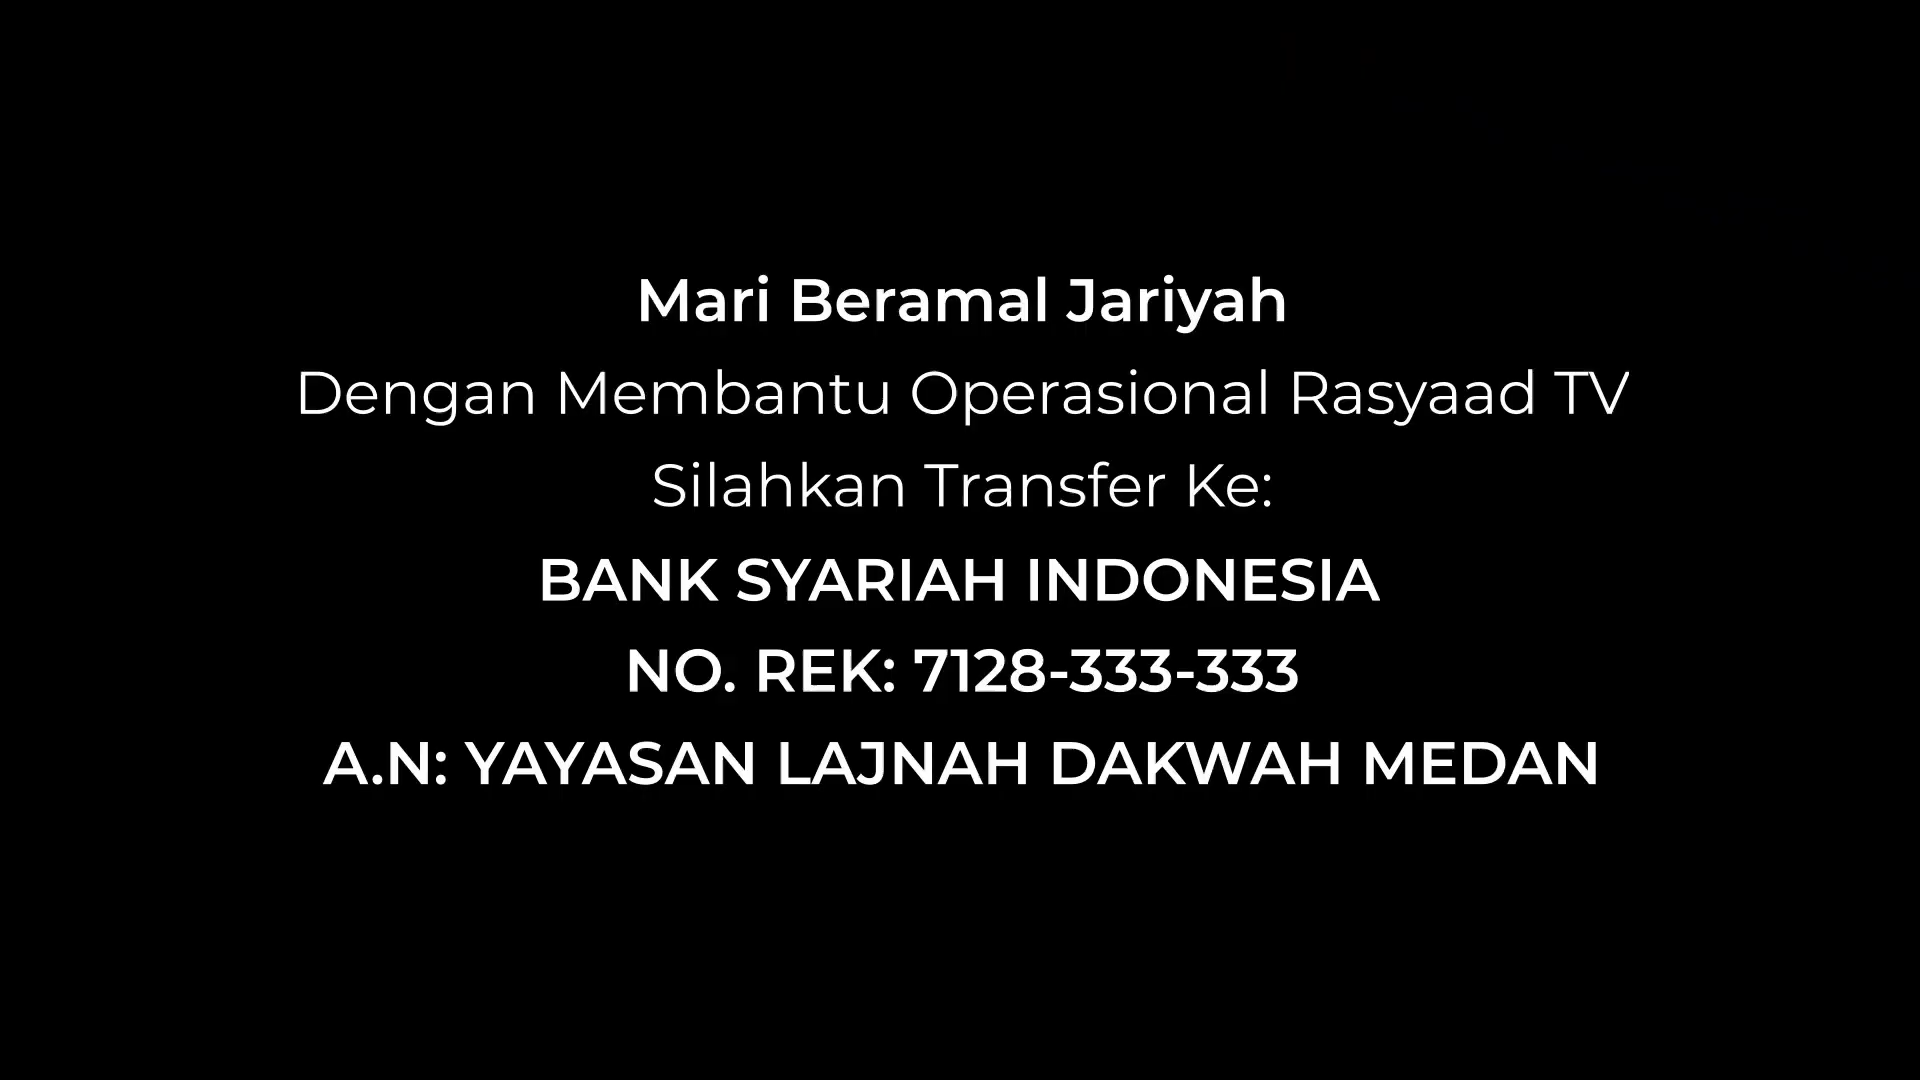 Mari Beramal Jariyah
Dengan Membantu Operasional Rasyaad TV
Silahkan Transfer Ke:
BANK SYARIAH INDONESIA
NO. REK: 7128-333-333
A.N: YAYASAN LAJNAH DAKWAH MEDAN